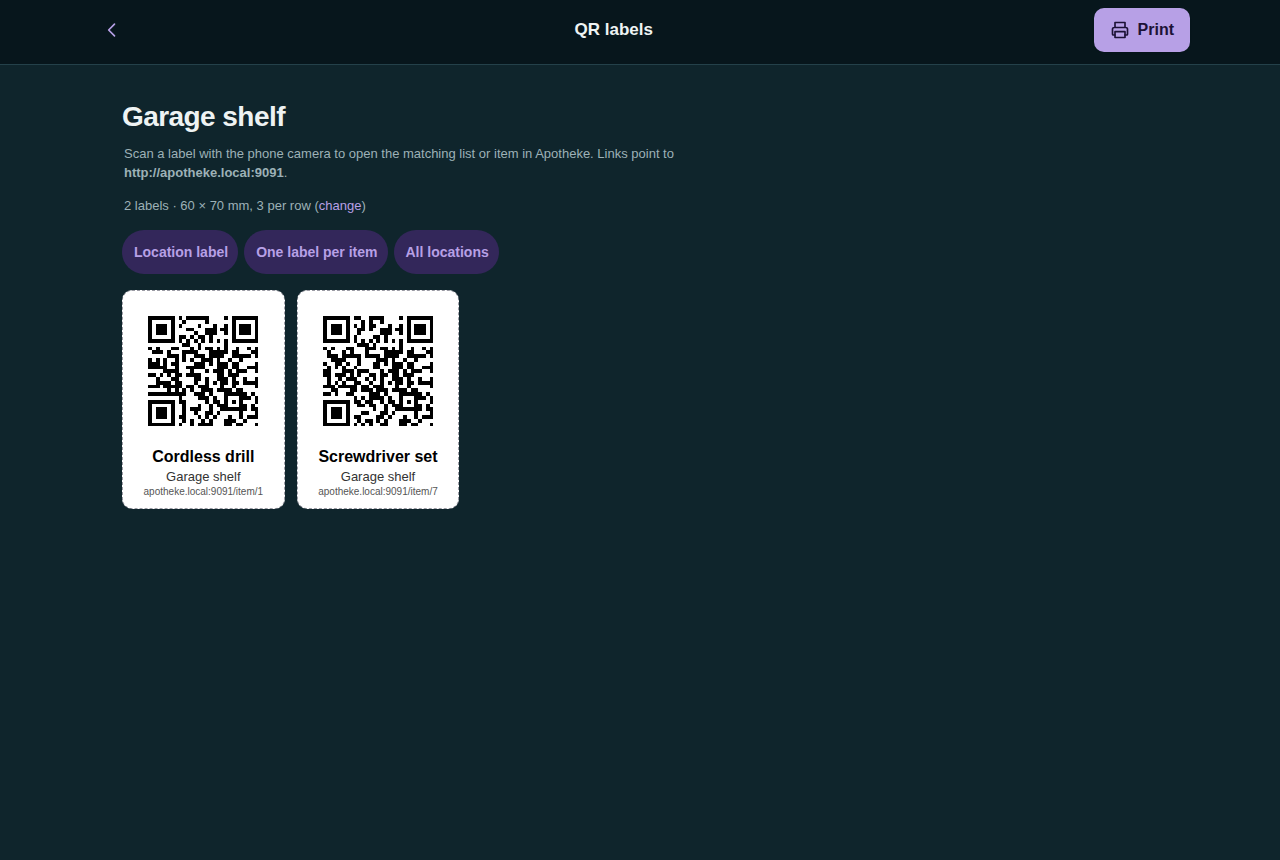 QR labels
Print
Garage shelf
Scan a label with the phone camera to open the matching list or item in Apotheke. Links point to
http://apotheke.local:9091.
2 labels · 60 × 70 mm, 3 per row (change)
Location label
One label per item
All locations
Cordless drill
Garage shelf
apotheke.local:9091/item/1
Screwdriver set
Garage shelf
apotheke.local:9091/item/7